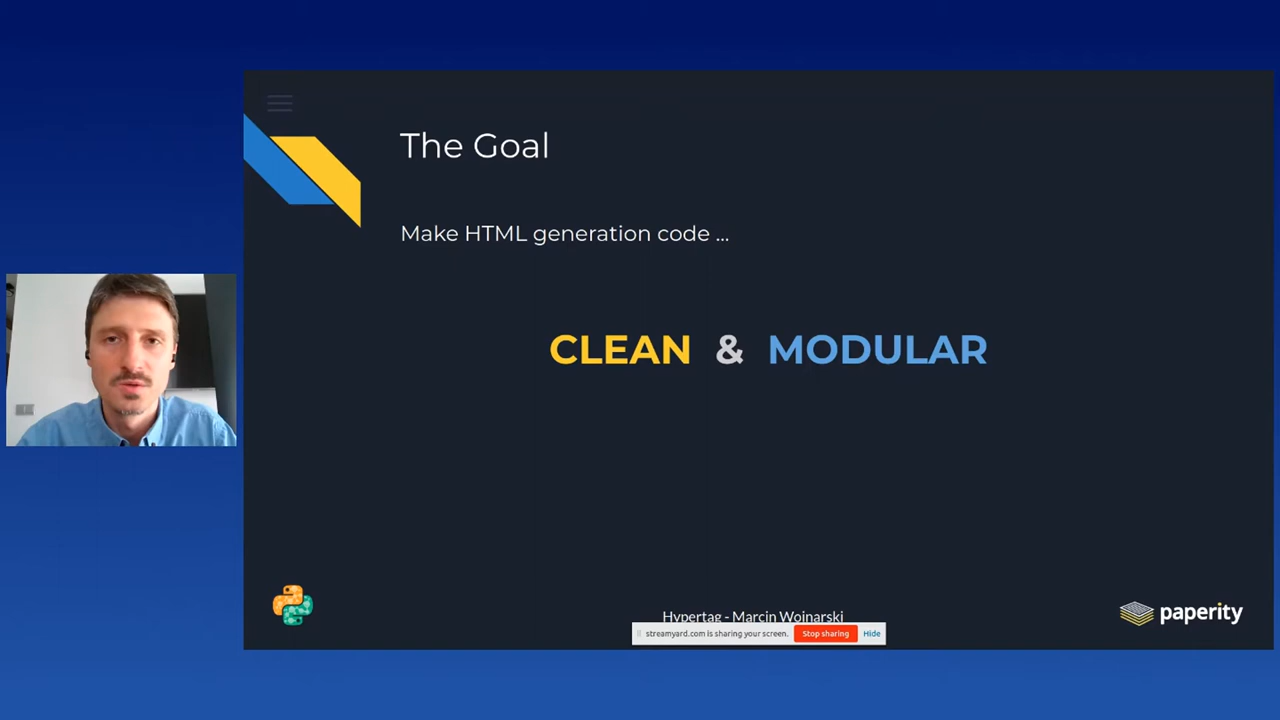 The Goal
Make HTML generation code ...
CLEAN & MODULAR
Hypertag - Marcin Wojnarski
streamyard.com is sharing your screen. Stop sharing Hide
paperity